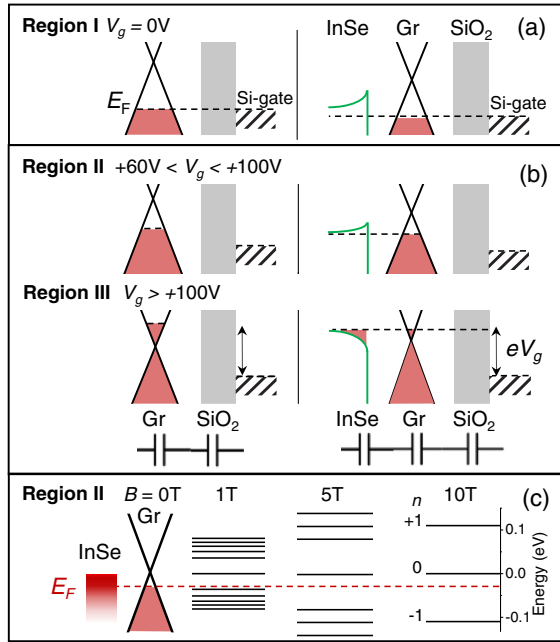 Region I V_g = 0V
(a)
InSe Gr SiO₂
E_F
Si-gate
Si-gate
Region II +60V < V_g < +100V
(b)
Region III V_g > +100V
eV_g
Gr SiO₂
InSe Gr SiO₂
Region II B = 0T 1T 5T 10T (c)
Gr
n
InSe
+1
0
-1
E_F
0.1
0.0
-0.1
Energy (eV)